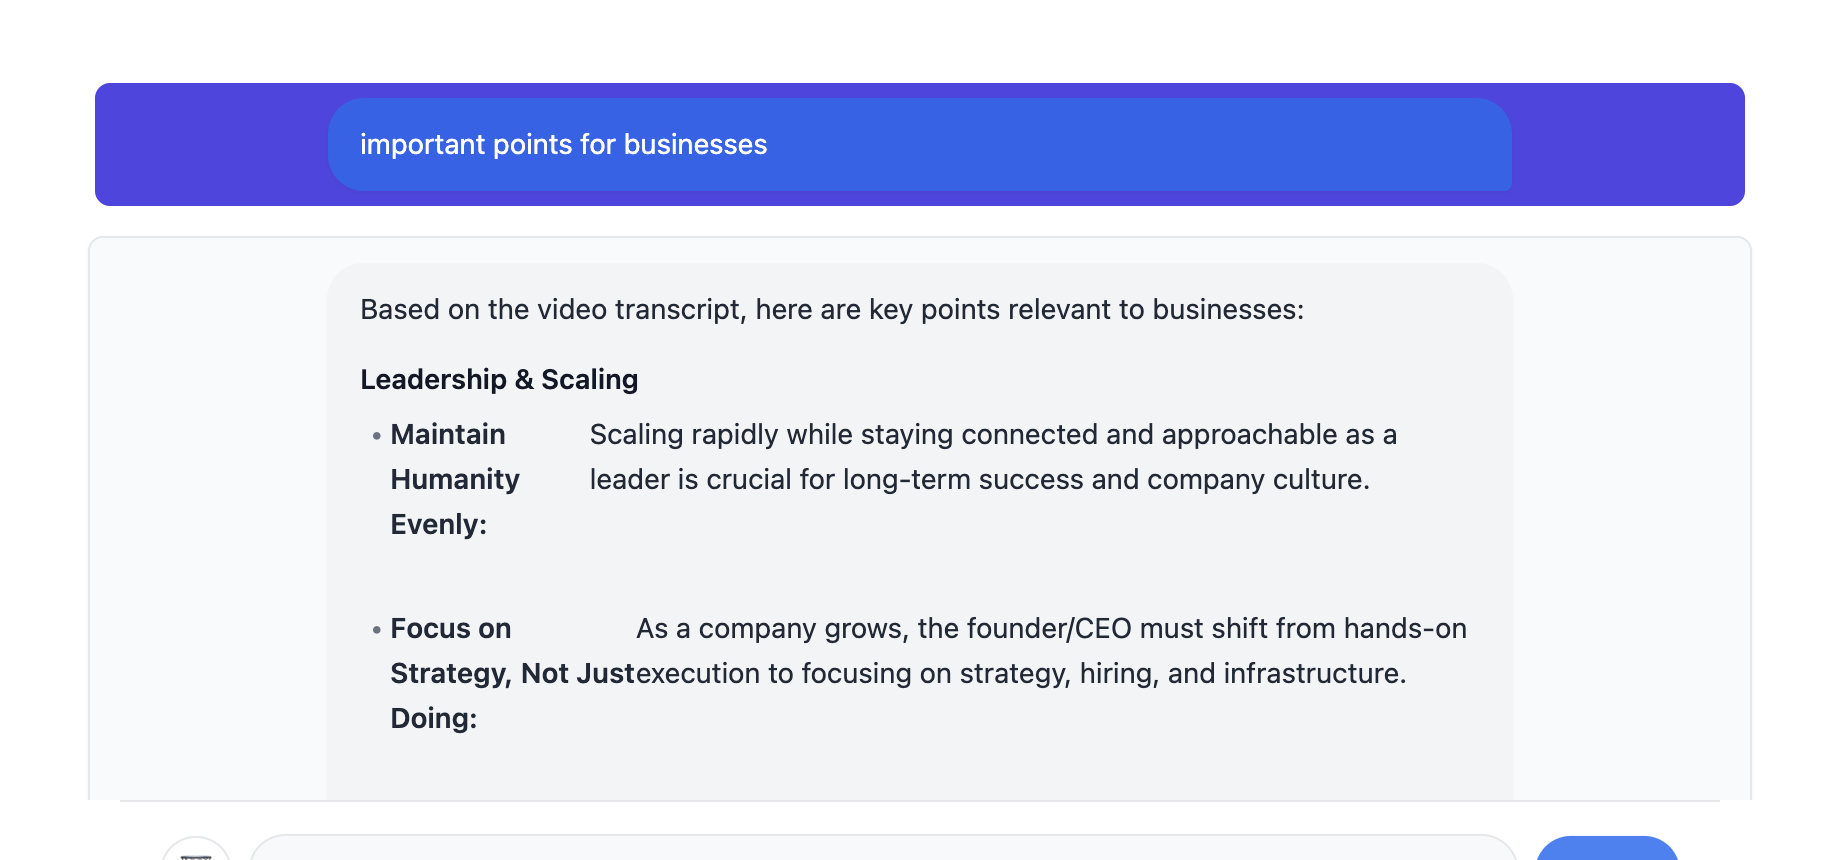 important points for businesses
Based on the video transcript, here are key points relevant to businesses:
Leadership & Scaling
• Maintain Humanity Evenly: Scaling rapidly while staying connected and approachable as a
leader is crucial for long-term success and company culture.
• Focus on Strategy, Not Just Doing: As a company grows, the founder/CEO must shift from hands-on
execution to focusing on strategy, hiring, and infrastructure.